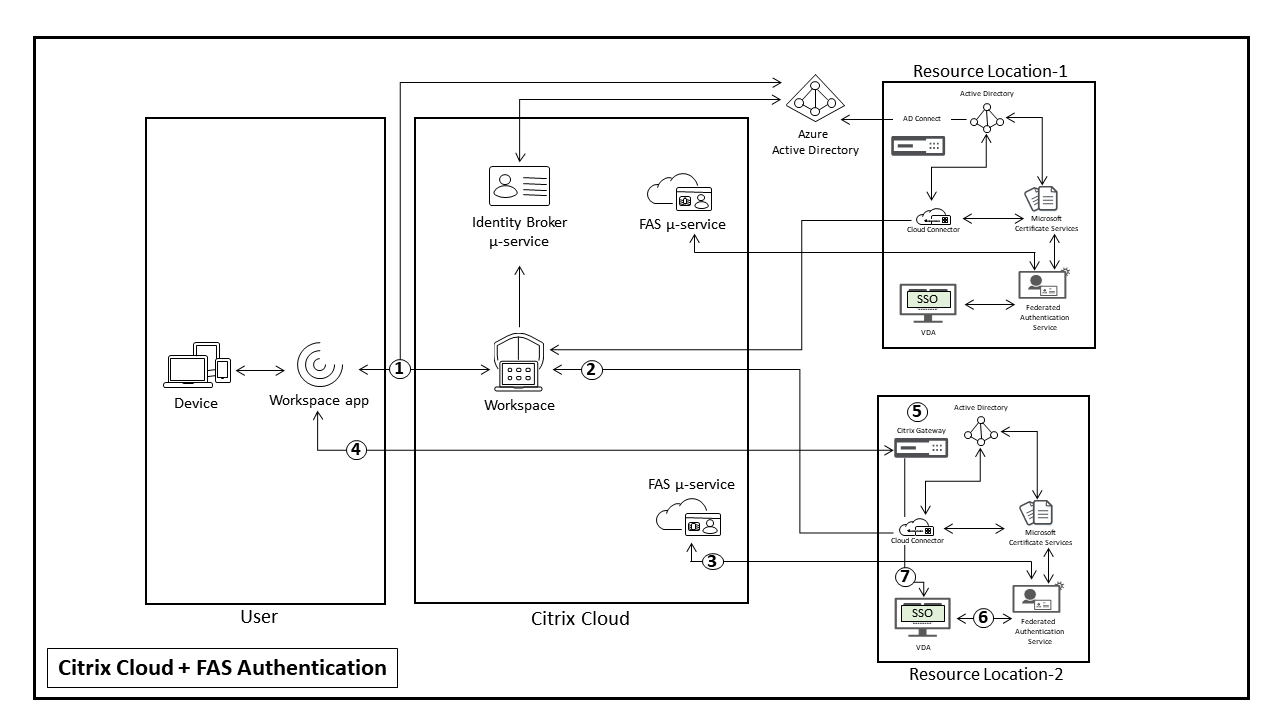 Resource Location-1
Active Directory
AD Connect
Azure
Active Directory
Identity Broker
µ-service
FAS µ-service
Cloud Connector
Microsoft
Certificate Services
SSO
VDA
Federated
Authentication
Service
1
2
Device
Workspace app
Workspace
5
Active Directory
Citrix Gateway
4
FAS µ-service
Cloud Connector
Microsoft
Certificate Services
3
7
SSO
6
VDA
Federated
Authentication
Service
User
Citrix Cloud
Resource Location-2
Citrix Cloud + FAS Authentication